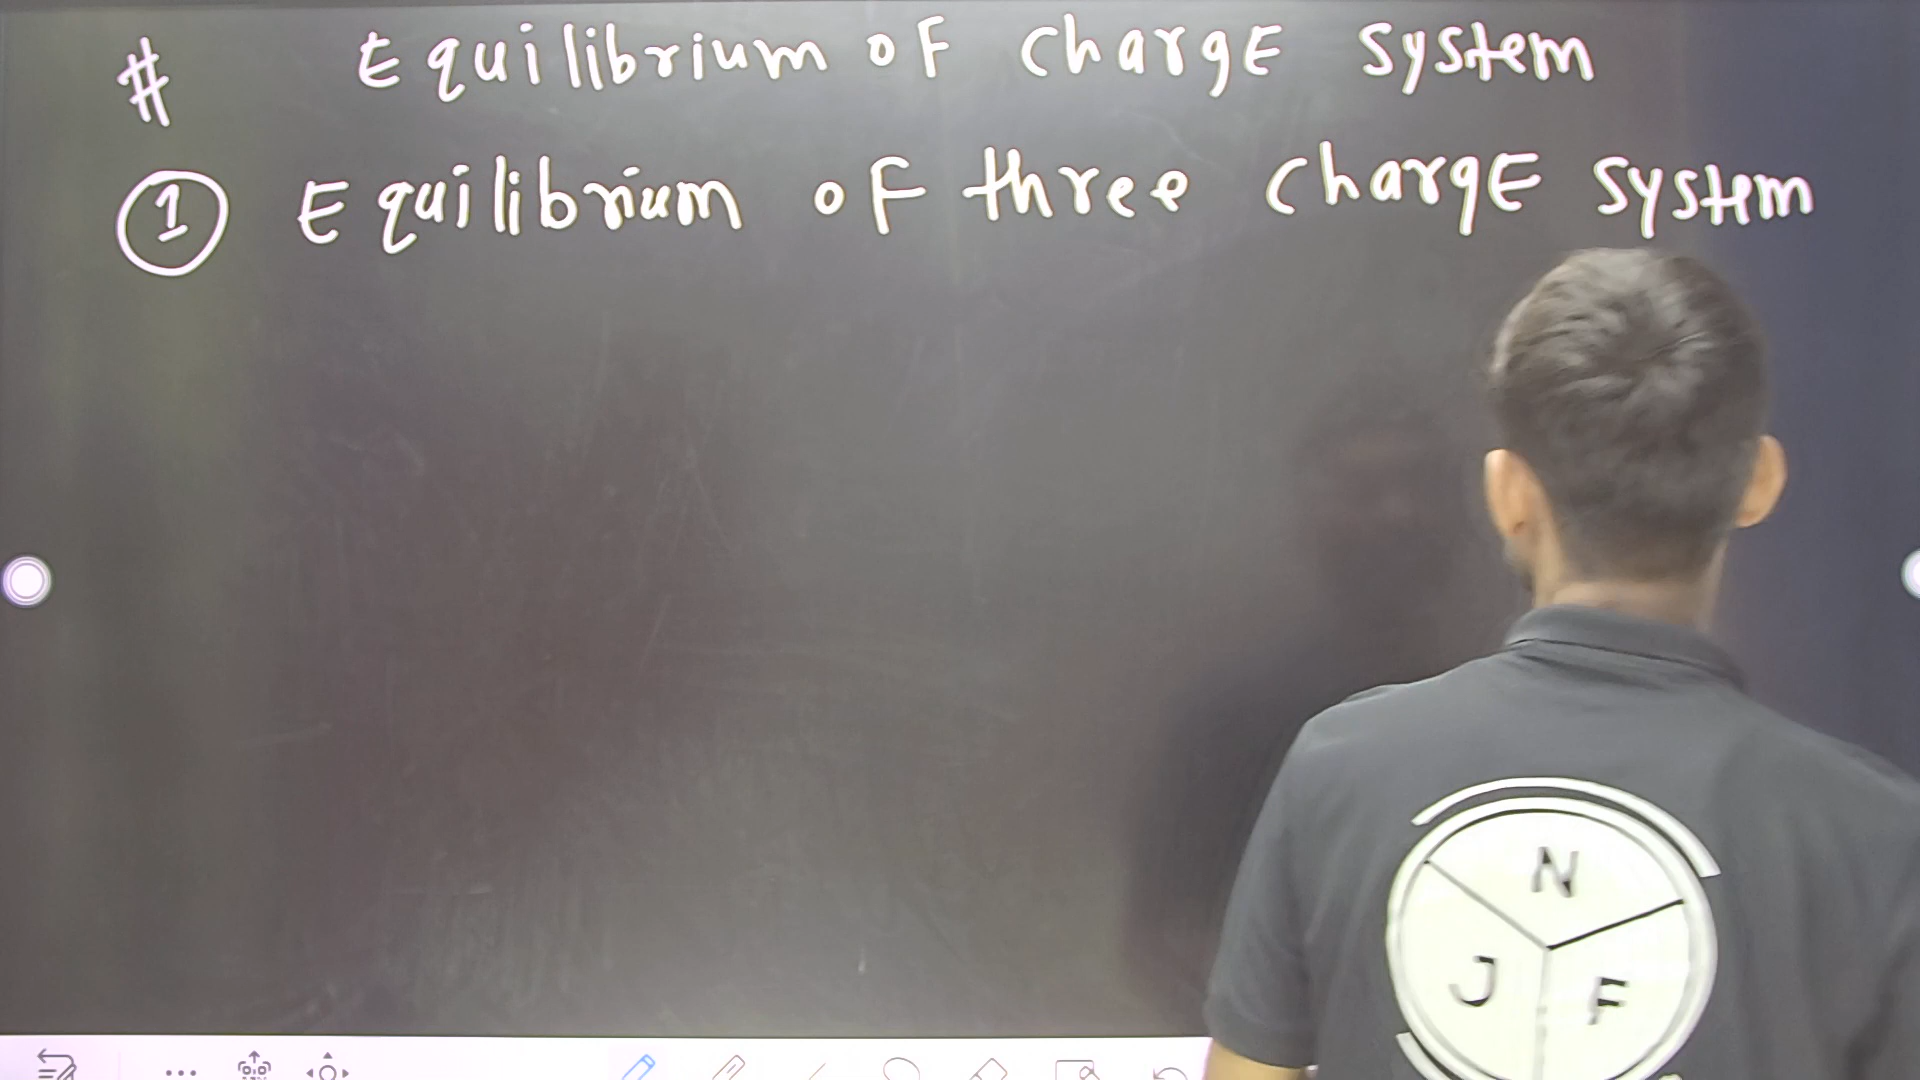 # Equilibrium of charge system
① Equilibrium of three charge system
N
J F